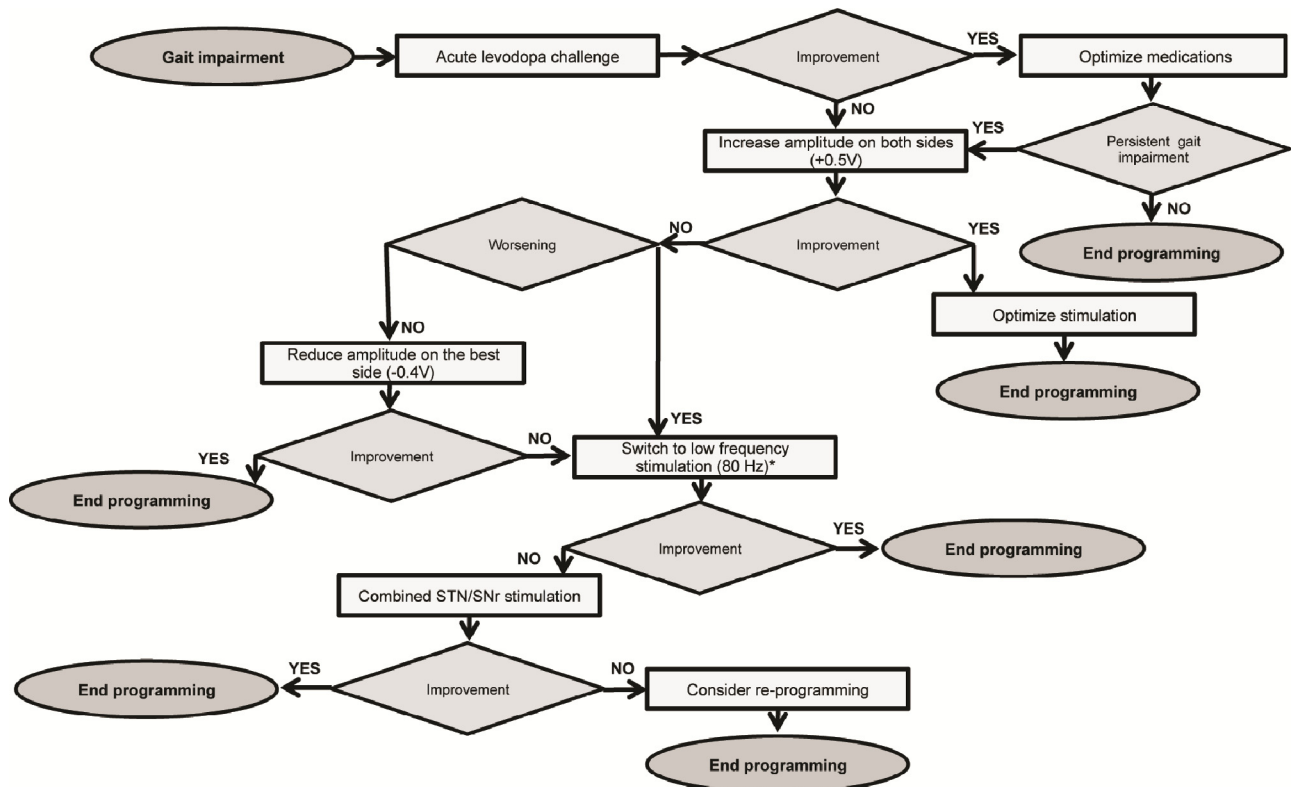 Gait impairment
Acute levodopa challenge
Improvement
YES
Optimize medications
NO
Increase amplitude on both sides
(+0.5V)
YES
Persistent gait
impairment
NO
End programming
Worsening
NO
Improvement
YES
Optimize stimulation
End programming
NO
Reduce amplitude on the best
side (-0.4V)
YES
Improvement
YES
End programming
NO
Switch to low frequency
stimulation (80 Hz)*
Improvement
YES
End programming
NO
Combined STN/SNr stimulation
Improvement
YES
End programming
NO
Consider re-programming
End programming